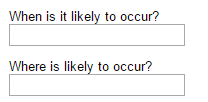 When is it likely to occur?
Where is likely to occur?